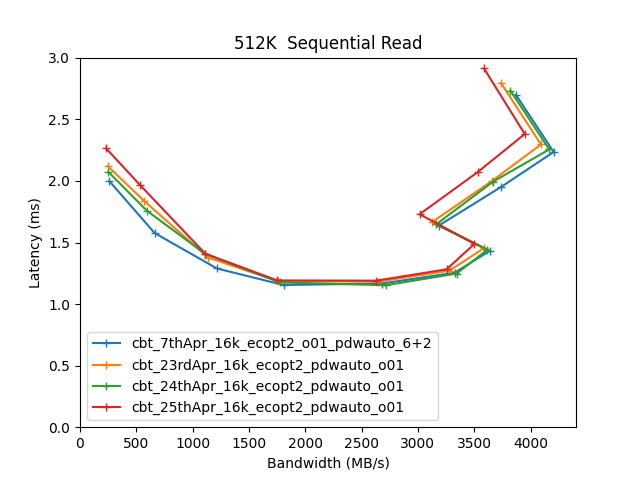 512K  Sequential Read
3.0
2.5
2.0
1.5
1.0
0.5
0.0
Latency (ms)
cbt_7thApr_16k_ecopt2_o01_pdwauto_6+2
cbt_23rdApr_16k_ecopt2_pdwauto_o01
cbt_24thApr_16k_ecopt2_pdwauto_o01
cbt_25thApr_16k_ecopt2_pdwauto_o01
0 500 1000 1500 2000 2500 3000 3500 4000
Bandwidth (MB/s)